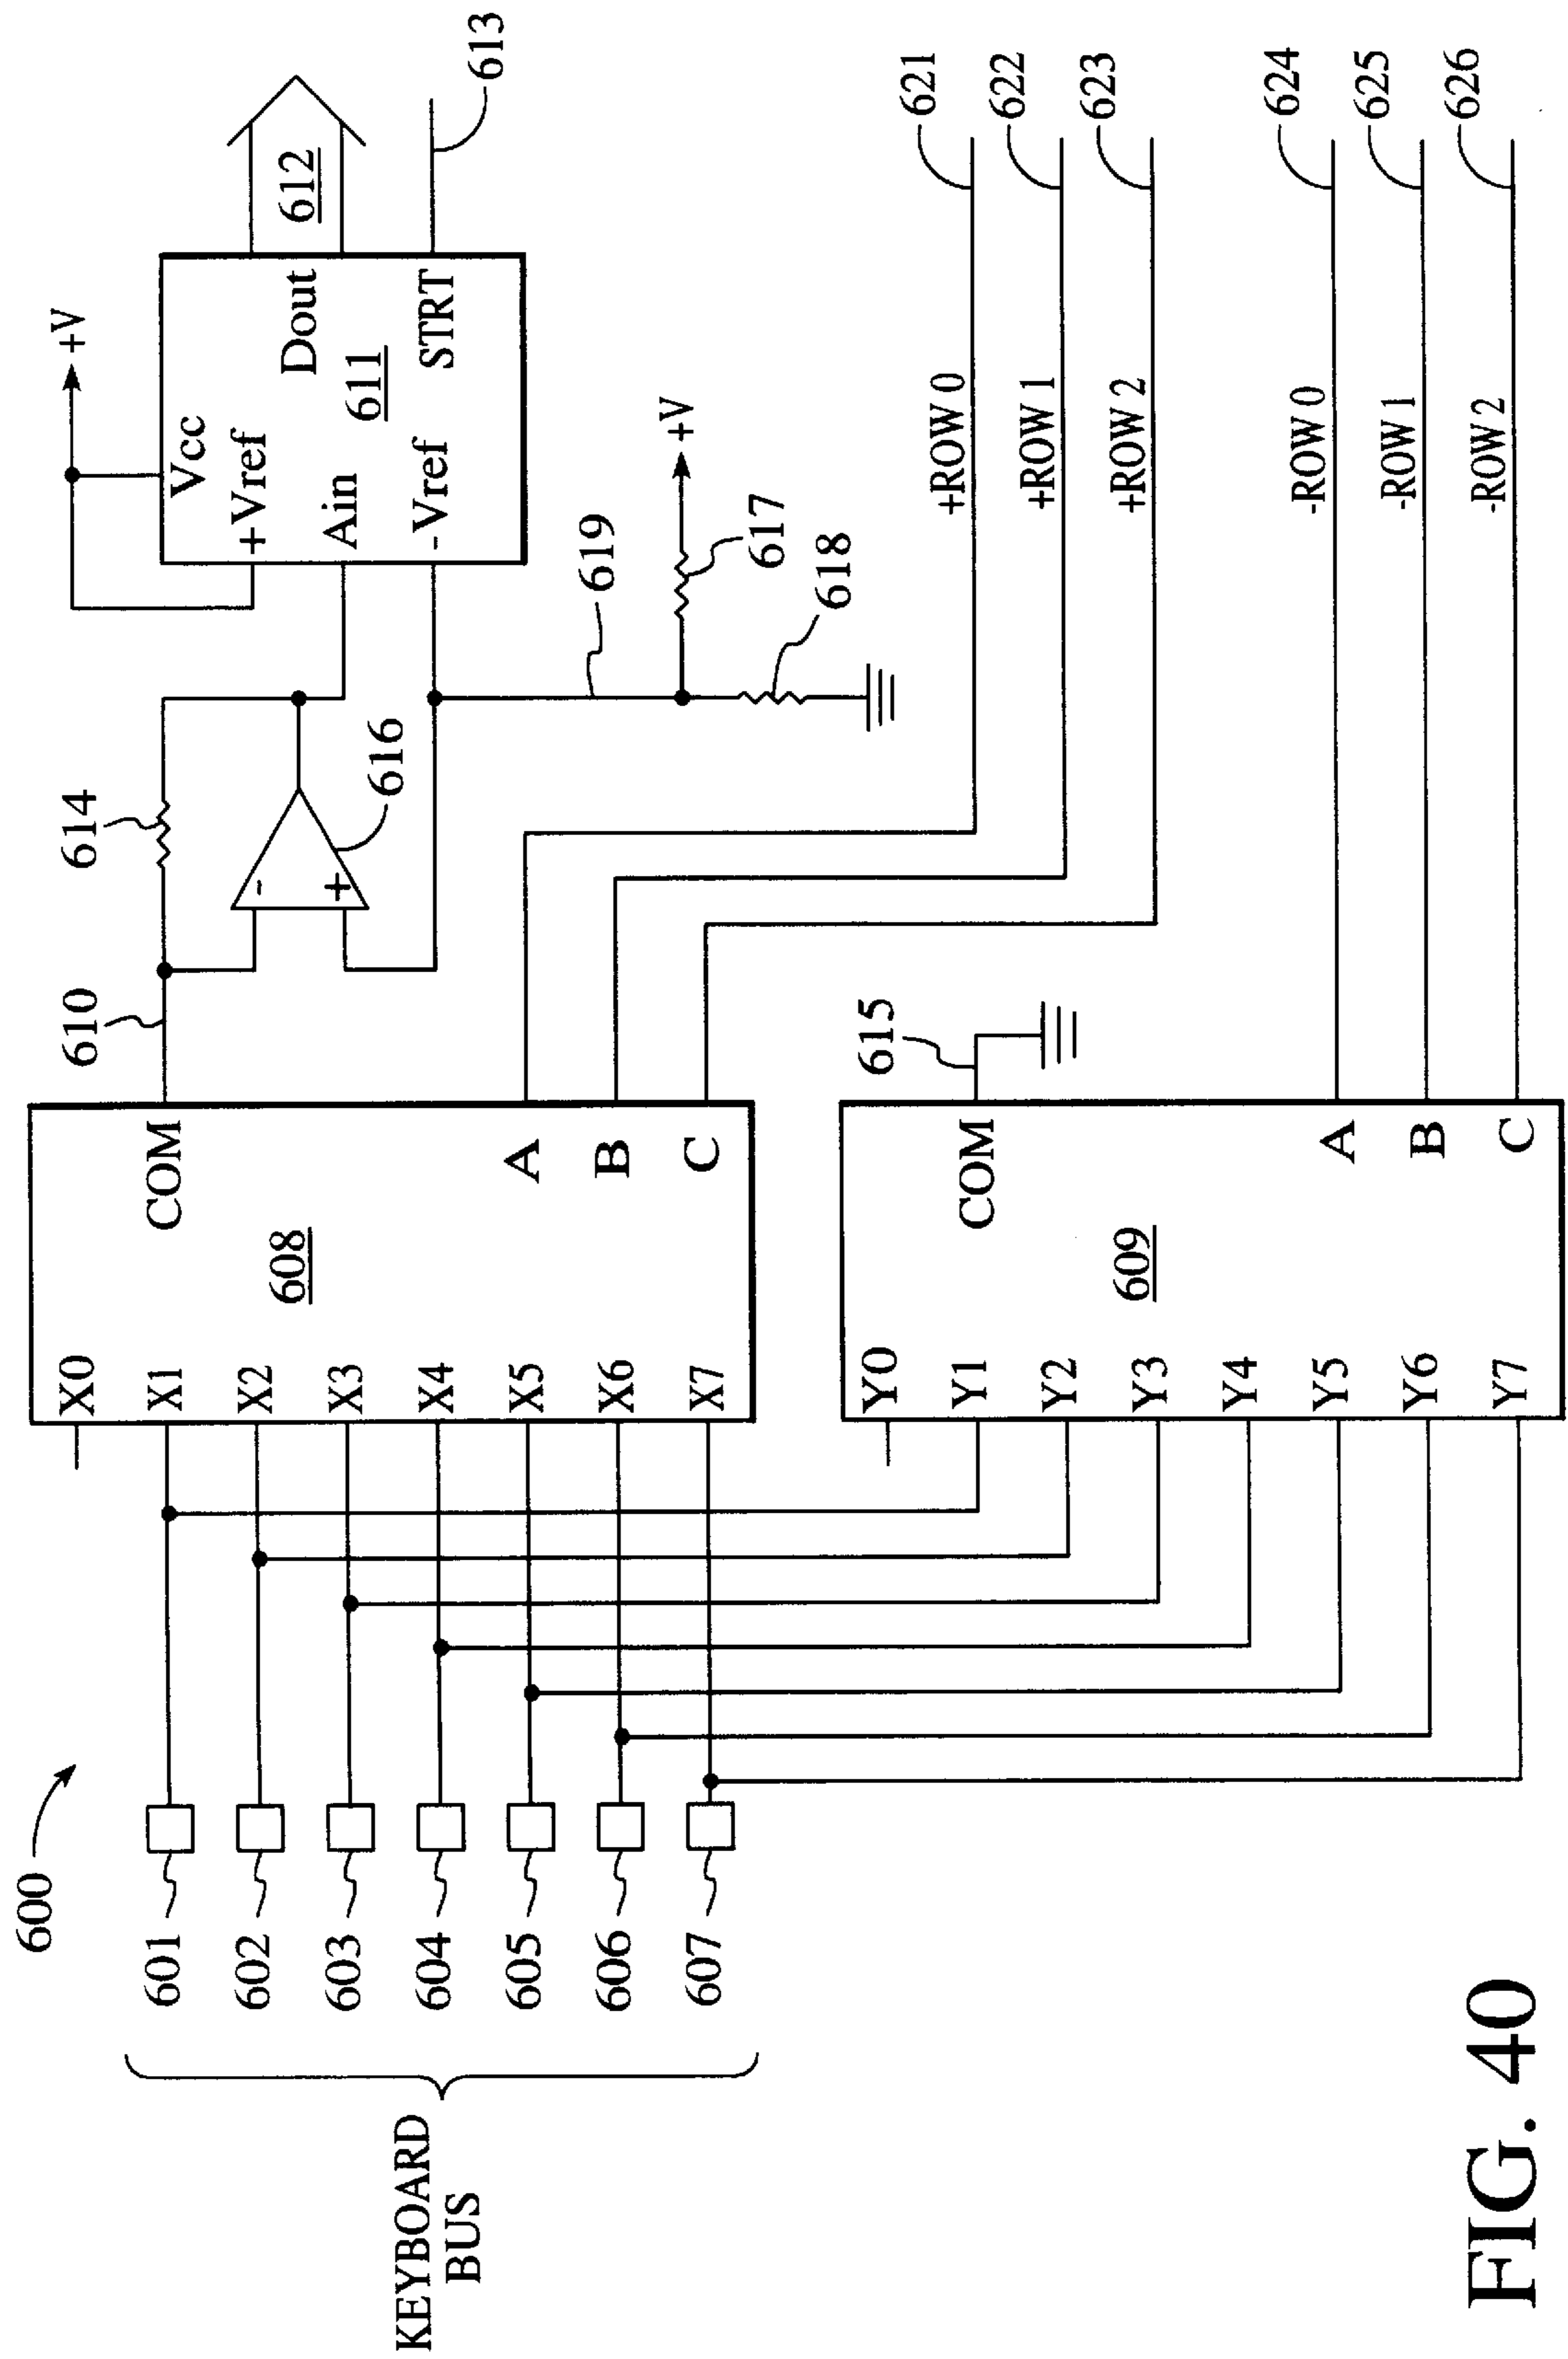 600
KEYBOARD
BUS
601
602
603
604
605
606
607
X0
X1
X2
X3
X4
X5
X6
X7
608
COM
A
B
C
Y0
Y1
Y2
Y3
Y4
Y5
Y6
Y7
609
COM
A
B
C
610
614
-
+
616
615
+V
Vcc
+Vref
Ain
-Vref
Dout
611
STRT
612
613
619
+V
617
618
+ROW 0
+ROW 1
+ROW 2
621
622
623
-ROW 0
-ROW 1
-ROW 2
624
625
626
FIG. 40